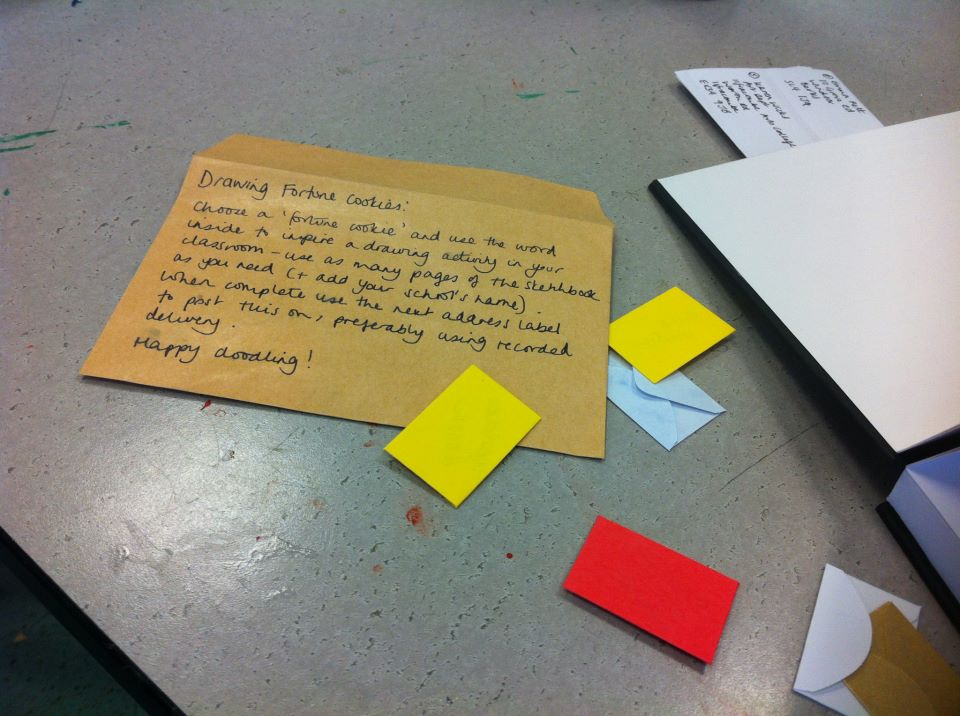 Drawing Fortune Cookies:
Choose a 'fortune cookie' and use the word
inside to inspire a drawing activity in your
classroom – use as many pages of the sketchbook
as you need (+ add your school's name).
When complete use the next address label
to post this on, preferably using recorded
delivery.
Happy doodling!